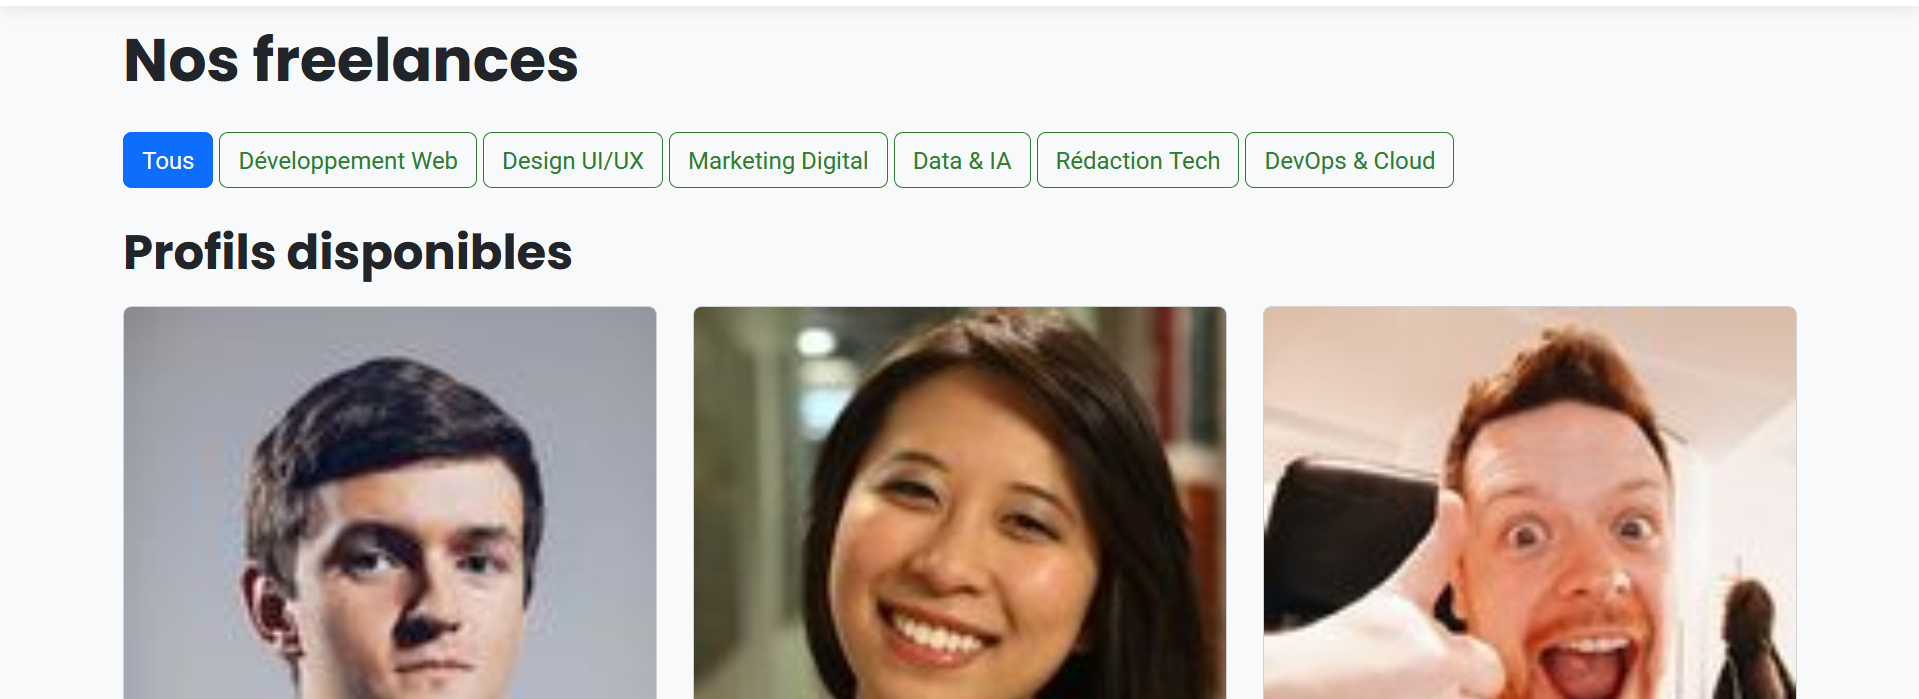 Nos freelances
Tous Développement Web Design UI/UX Marketing Digital Data & IA Rédaction Tech DevOps & Cloud
Profils disponibles